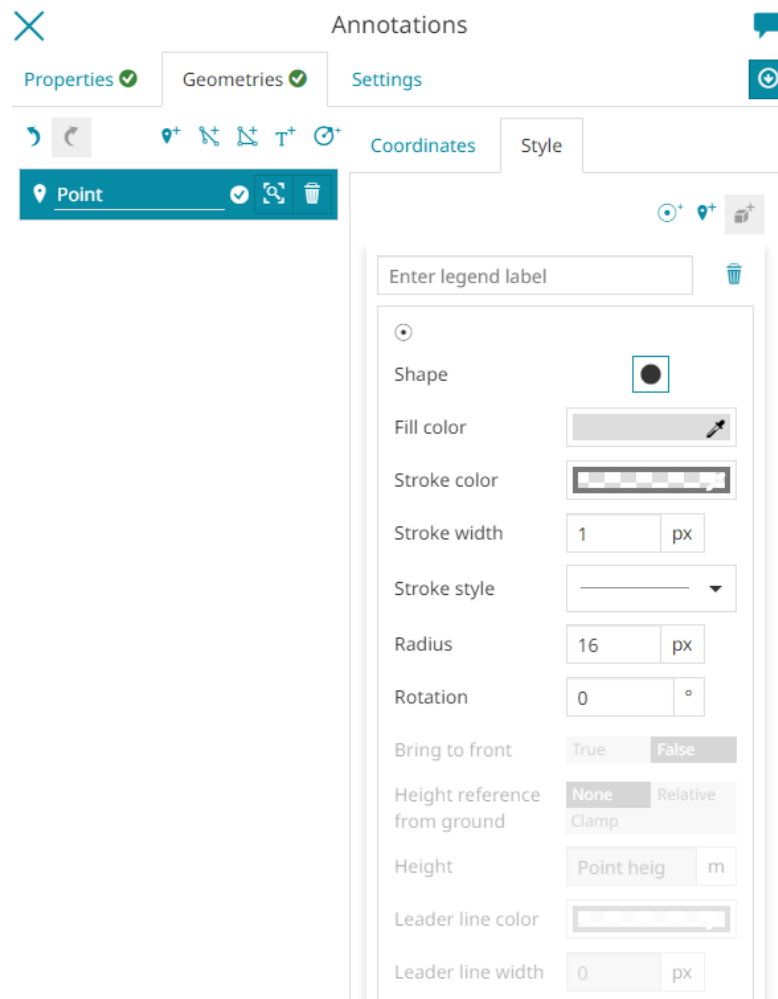 Annotations
Properties
Geometries
Settings
T+
Coordinates
Style
Point
Enter legend label
Shape
Fill color
Stroke color
Stroke width 1 px
Stroke style
Radius 16 px
Rotation 0 °
Bring to front True False
Height reference None Relative
from ground Clamp
Height Point heig m
Leader line color
Leader line width 0 px